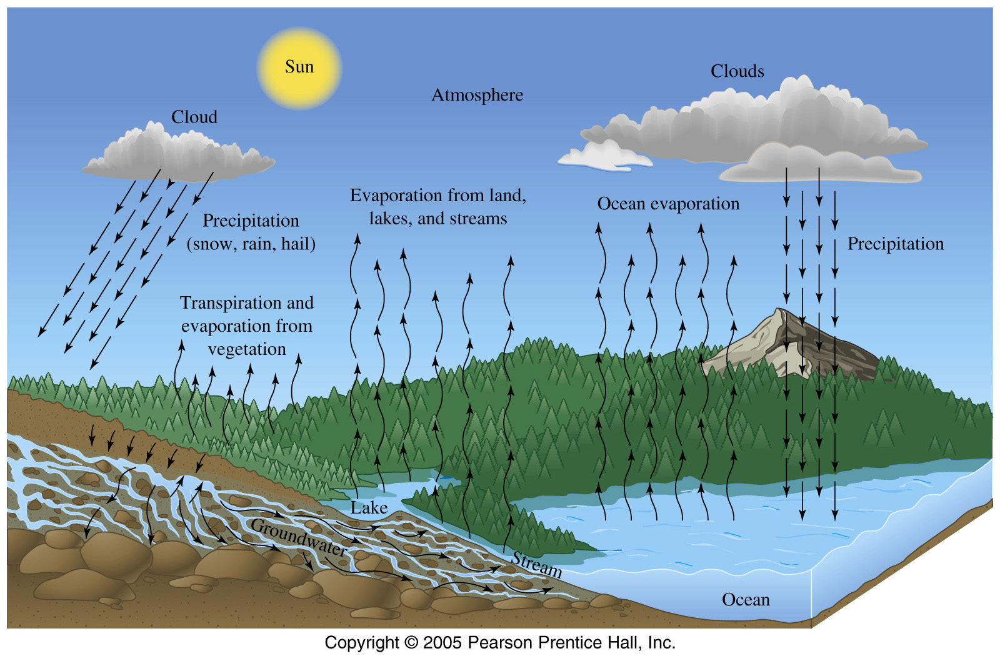 Sun
Clouds
Atmosphere
Cloud
Evaporation from land,
lakes, and streams
Ocean evaporation
Precipitation
(snow, rain, hail)
Precipitation
Transpiration and
evaporation from
vegetation
Lake
Groundwater
Stream
Ocean
Copyright © 2005 Pearson Prentice Hall, Inc.